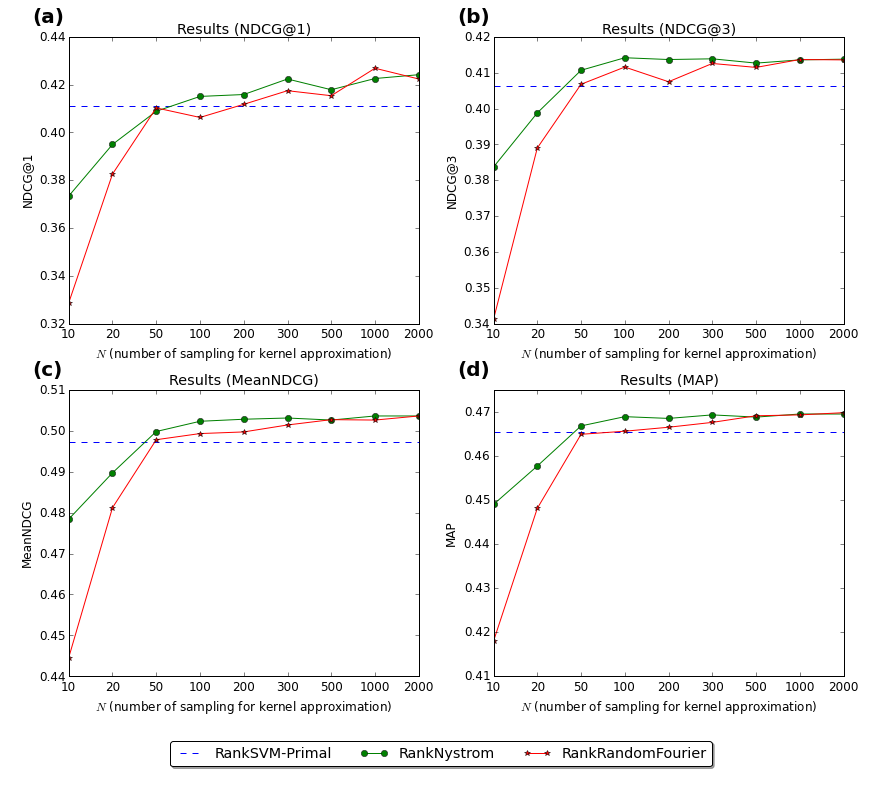 (a)
Results (NDCG@1)
0.44
0.42
0.40
0.38
0.36
0.34
0.32
NDCG@1
10 20 50 100 200 300 500 1000 2000
N (number of sampling for kernel approximation)
(b)
Results (NDCG@3)
0.42
0.41
0.40
0.39
0.38
0.37
0.36
0.35
0.34
NDCG@3
10 20 50 100 200 300 500 1000 2000
N (number of sampling for kernel approximation)
(c)
Results (MeanNDCG)
0.51
0.50
0.49
0.48
0.47
0.46
0.45
0.44
MeanNDCG
10 20 50 100 200 300 500 1000 2000
N (number of sampling for kernel approximation)
(d)
Results (MAP)
0.47
0.46
0.45
0.44
0.43
0.42
0.41
MAP
10 20 50 100 200 300 500 1000 2000
N (number of sampling for kernel approximation)
RankSVM-Primal RankNystrom RankRandomFourier